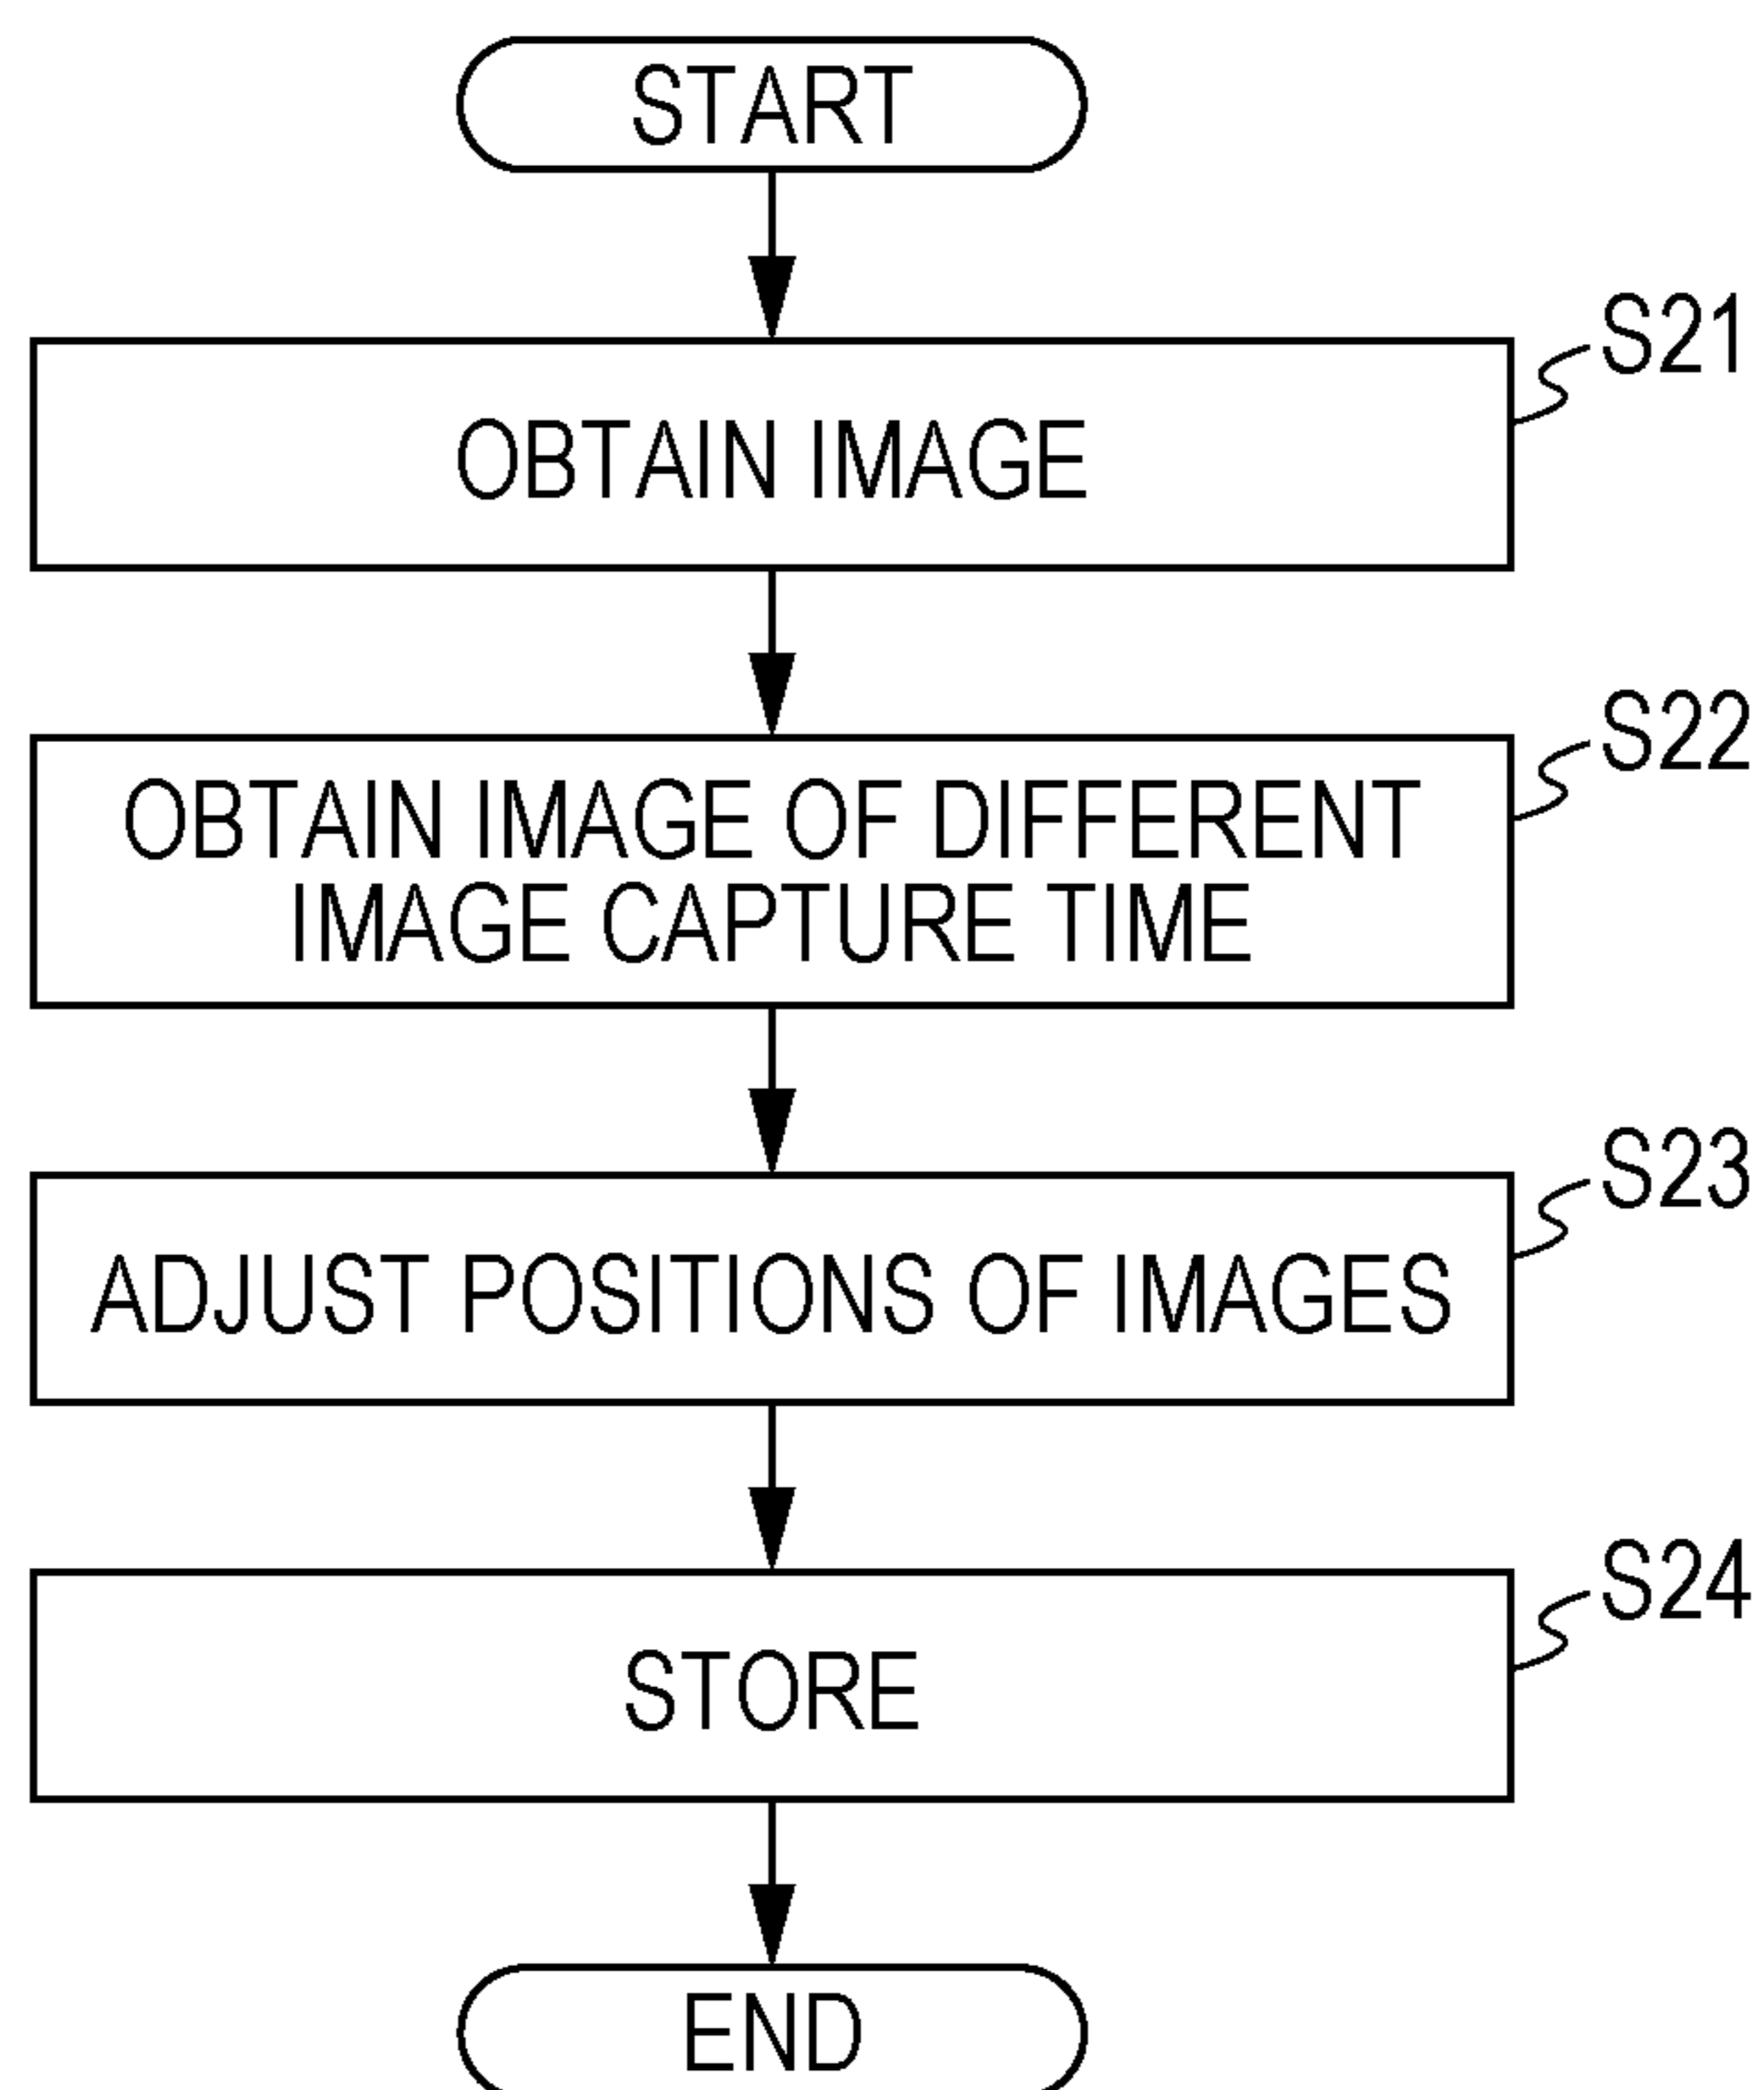 START
S21
OBTAIN IMAGE
S22
OBTAIN IMAGE OF DIFFERENT
IMAGE CAPTURE TIME
S23
ADJUST POSITIONS OF IMAGES
S24
STORE
END